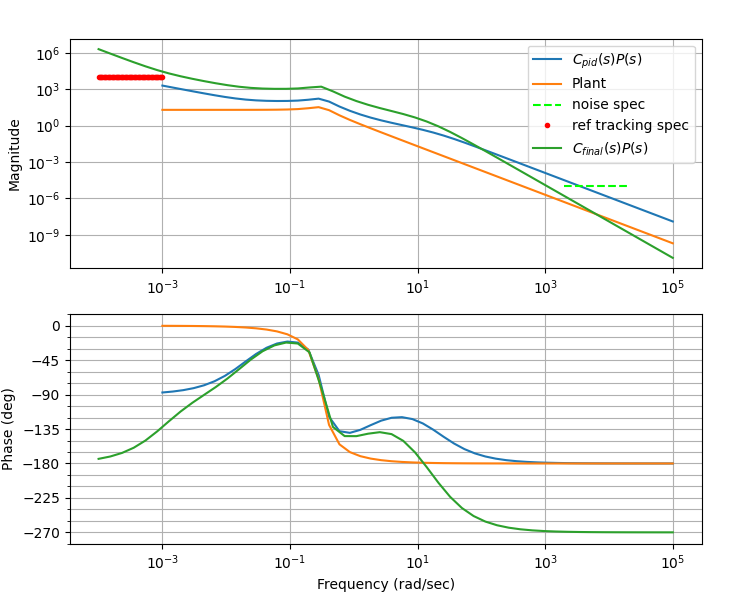 10^6
10^3
10^0
10^-3
10^-6
10^-9
Magnitude
C_pid(s)P(s)
Plant
noise spec
ref tracking spec
C_final(s)P(s)
10^-3 10^-1 10^1 10^3 10^5
0
−45
−90
−135
−180
−225
−270
Phase (deg)
10^-3 10^-1 10^1 10^3 10^5
Frequency (rad/sec)